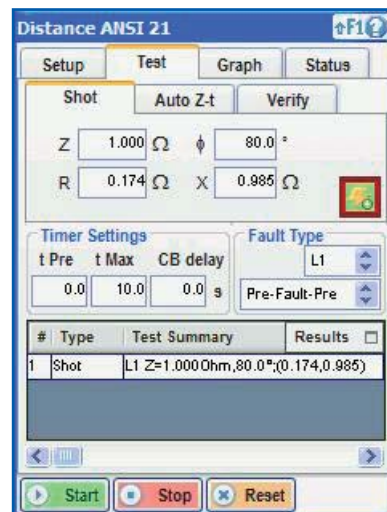 Distance ANSI 21 F1
Setup Test Graph Status
Shot Auto Z-t Verify
Z 1.000 Ω ϕ 80.0 °
R 0.174 Ω X 0.985 Ω
Timer Settings Fault Type
t Pre t Max CB delay L1
0.0 10.0 0.0 s Pre-Fault-Pre
# Type Test Summary Results
1 Shot L1 Z=1.000Ohm,80.0°;(0.174,0.985)
Start Stop Reset